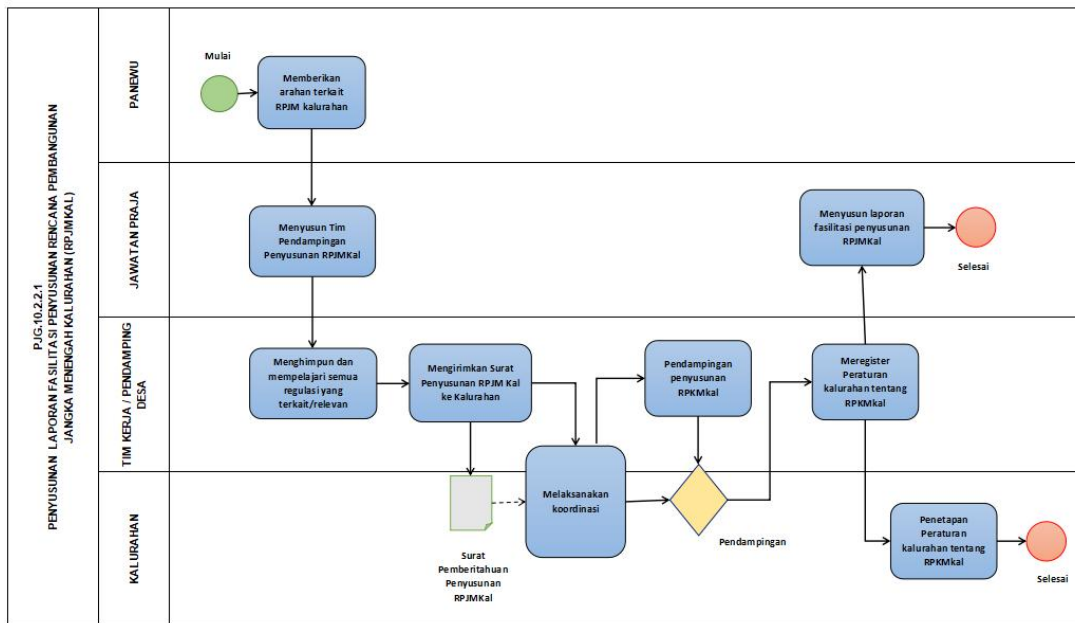 PJG.10.2.2.1
PENYUSUNAN LAPORAN FASILITASI PENYUSUNAN RENCANA PEMBANGUNAN
JANGKA MENENGAH KALURAHAN (RPJMKAL)
PANEWU
Mulai
Memberikan
arahan terkait
RPJM kalurahan
JAWATAN PRAJA
Menyusun Tim
Pendampingan
Penyusunan RPJMKal
Menyusun laporan
fasilitasi penyusunan
RPJMKal
Selesai
TIM KERJA / PENDAMPING
DESA
Menghimpun dan
mempelajari semua
regulasi yang
terkait/relevan
Mengirimkan Surat
Penyusunan RPJM Kal
ke Kalurahan
Pendampingan
penyusunan
RPKMkal
Meregister
Peraturan
kalurahan tentang
RPKMkal
KALURAHAN
Surat
Pemberitahuan
Penyusunan
RPJMKal
Melaksanakan
koordinasi
Pendampingan
Penetapan
Peraturan
kalurahan tentang
RPKMkal
Selesai